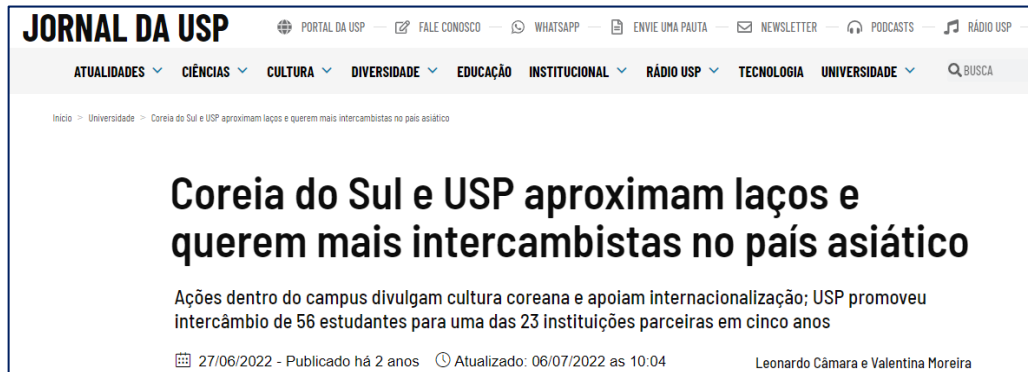 JORNAL DA USP
PORTAL DA USP — FALE CONOSCO — WHATSAPP — ENVIE UMA PAUTA — NEWSLETTER — PODCASTS — RÁDIO USP —
ATUALIDADES CIÊNCIAS CULTURA DIVERSIDADE EDUCAÇÃO INSTITUCIONAL RÁDIO USP TECNOLOGIA UNIVERSIDADE BUSCA
Início > Universidade > Coreia do Sul e USP aproximam laços e querem mais intercambistas no país asiático
Coreia do Sul e USP aproximam laços e
querem mais intercambistas no país asiático
Ações dentro do campus divulgam cultura coreana e apoiam internacionalização; USP promoveu
intercâmbio de 56 estudantes para uma das 23 instituições parceiras em cinco anos
27/06/2022 - Publicado há 2 anos Atualizado: 06/07/2022 as 10:04 Leonardo Câmara e Valentina Moreira